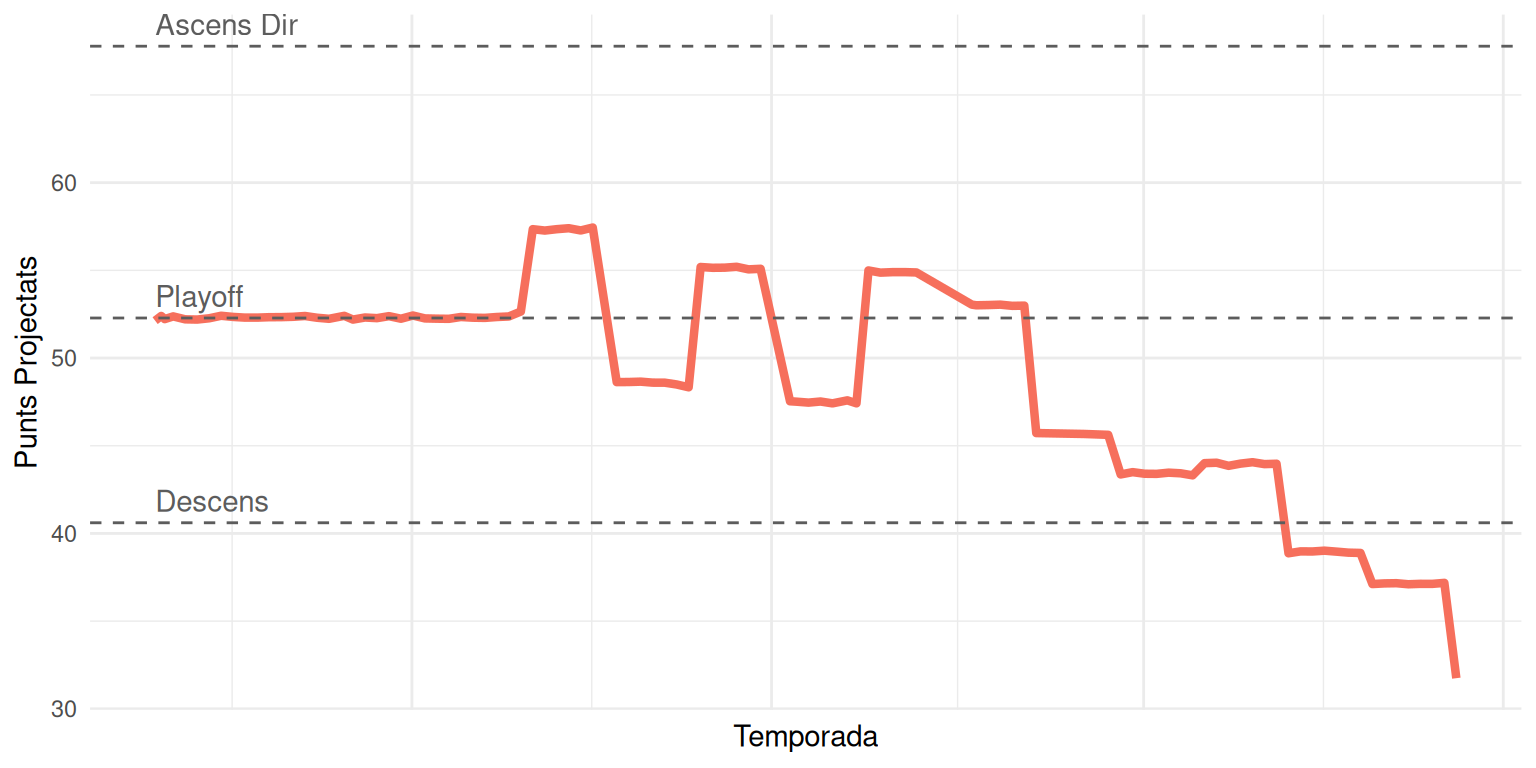 Ascens Dir
60
Playoff
50
Descens
40
30
Punts Projectats
Temporada